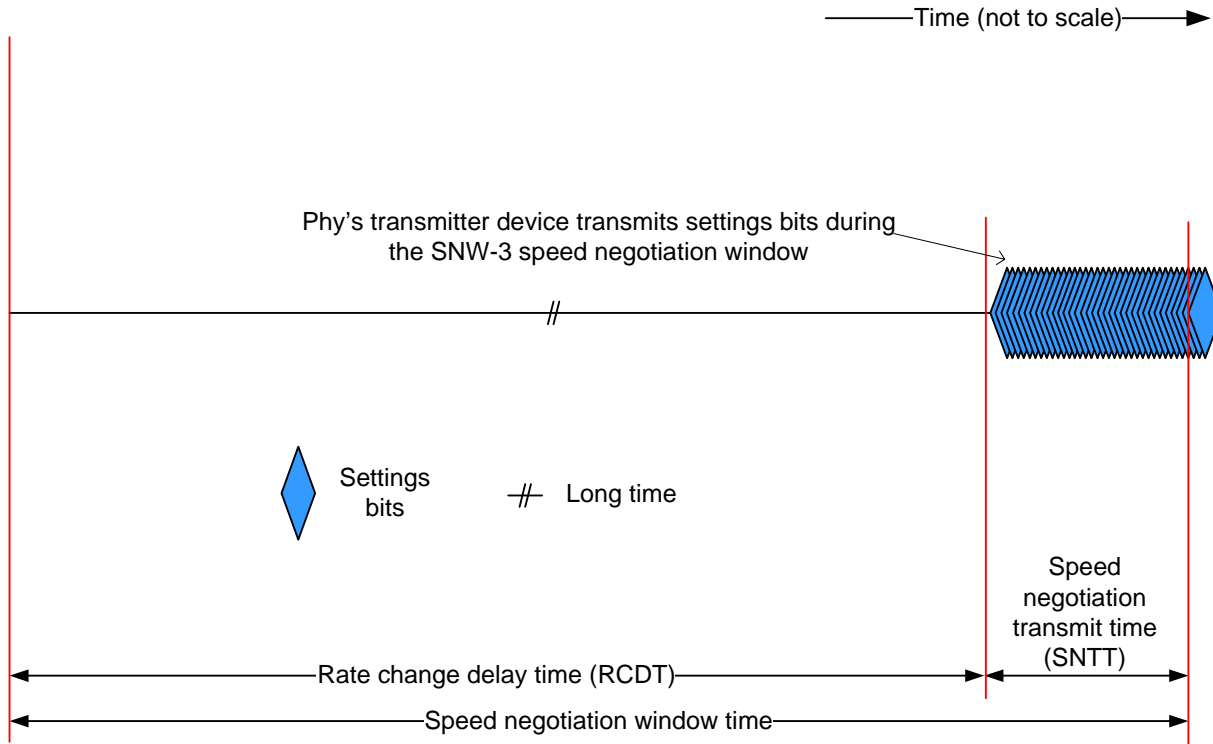 Time (not to scale)
Phy's transmitter device transmits settings bits during
the SNW-3 speed negotiation window
Settings
bits
Long time
Speed
negotiation
transmit time
(SNTT)
Rate change delay time (RCDT)
Speed negotiation window time